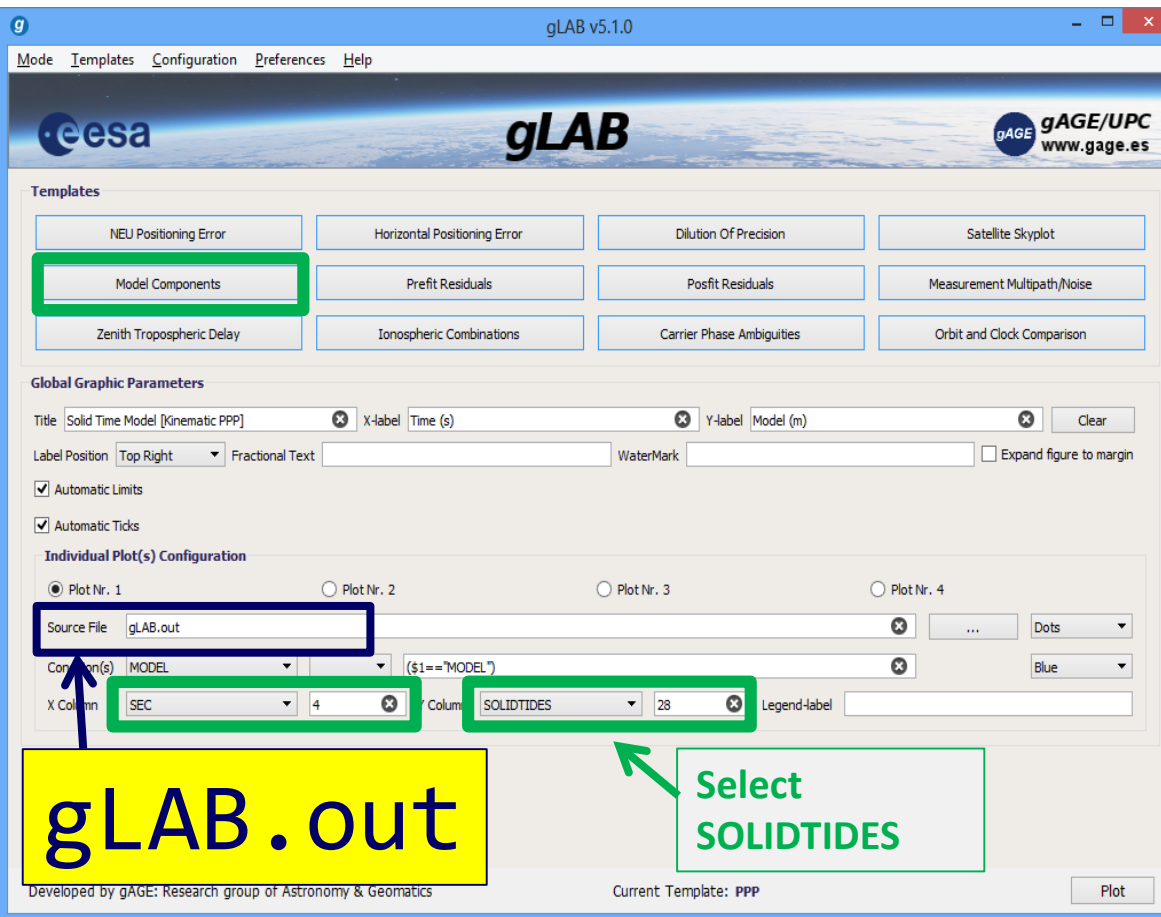 g
gLAB v5.1.0
Mode Templates Configuration Preferences Help
esa
gLAB
gAGE
gAGE/UPC
www.gage.es
Templates
NEU Positioning Error
Horizontal Positioning Error
Dilution Of Precision
Satellite Skyplot
Model Components
Prefit Residuals
Posfit Residuals
Measurement Multipath/Noise
Zenith Tropospheric Delay
Ionospheric Combinations
Carrier Phase Ambiguities
Orbit and Clock Comparison
Global Graphic Parameters
Title Solid Time Model [Kinematic PPP] X-label Time (s) Y-label Model (m) Clear
Label Position Top Right Fractional Text WaterMark Expand figure to margin
Automatic Limits
Automatic Ticks
Individual Plot(s) Configuration
Plot Nr. 1 Plot Nr. 2 Plot Nr. 3 Plot Nr. 4
Source File gLAB.out ... Dots
MODEL ($1=="MODEL") Blue
SEC 4 SOLIDTIDES 28 Legend-label
gLAB.out
Select
SOLIDTIDES
Developed by gAGE: Research group of Astronomy & Geomatics Current Template: PPP Plot